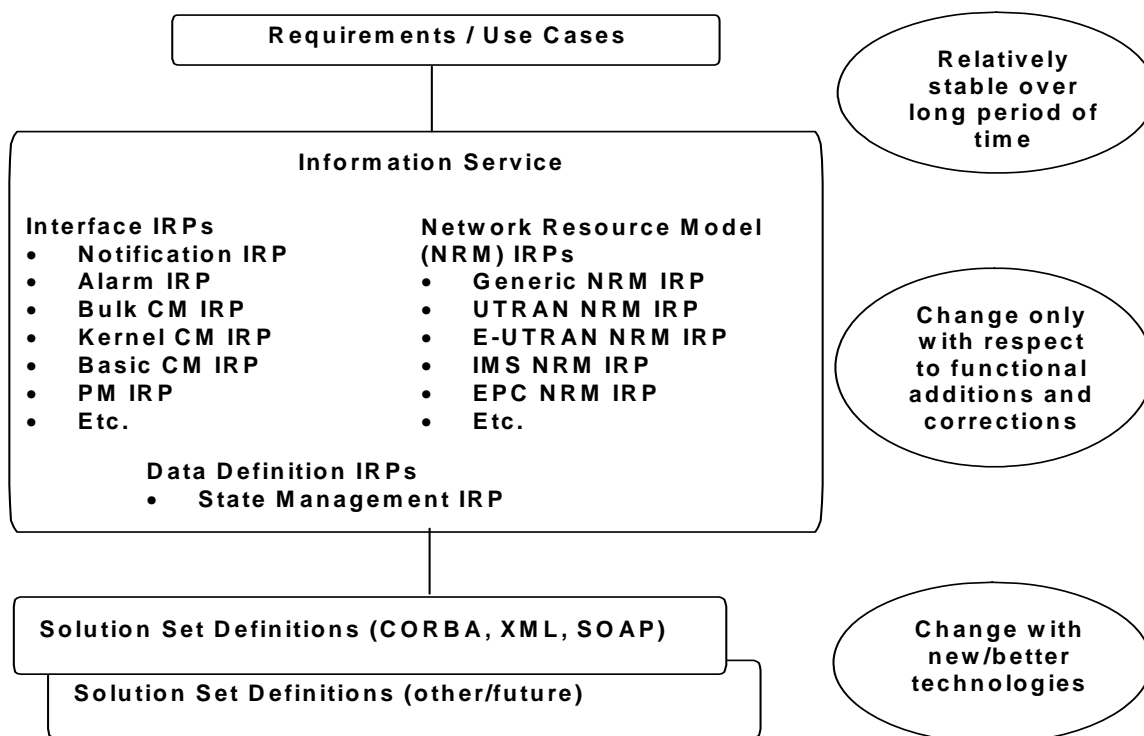 Requirements / Use Cases
Relatively
stable over
long period of
time
Information Service
Interface IRPs
• Notification IRP
• Alarm IRP
• Bulk CM IRP
• Kernel CM IRP
• Basic CM IRP
• PM IRP
• Etc.
Network Resource Model
(NRM) IRPs
• Generic NRM IRP
• UTRAN NRM IRP
• E-UTRAN NRM IRP
• IMS NRM IRP
• EPC NRM IRP
• Etc.
Data Definition IRPs
• State Management IRP
Change only
with respect
to functional
additions and
corrections
Solution Set Definitions (CORBA, XML, SOAP)
Solution Set Definitions (other/future)
Change with
new/better
technologies